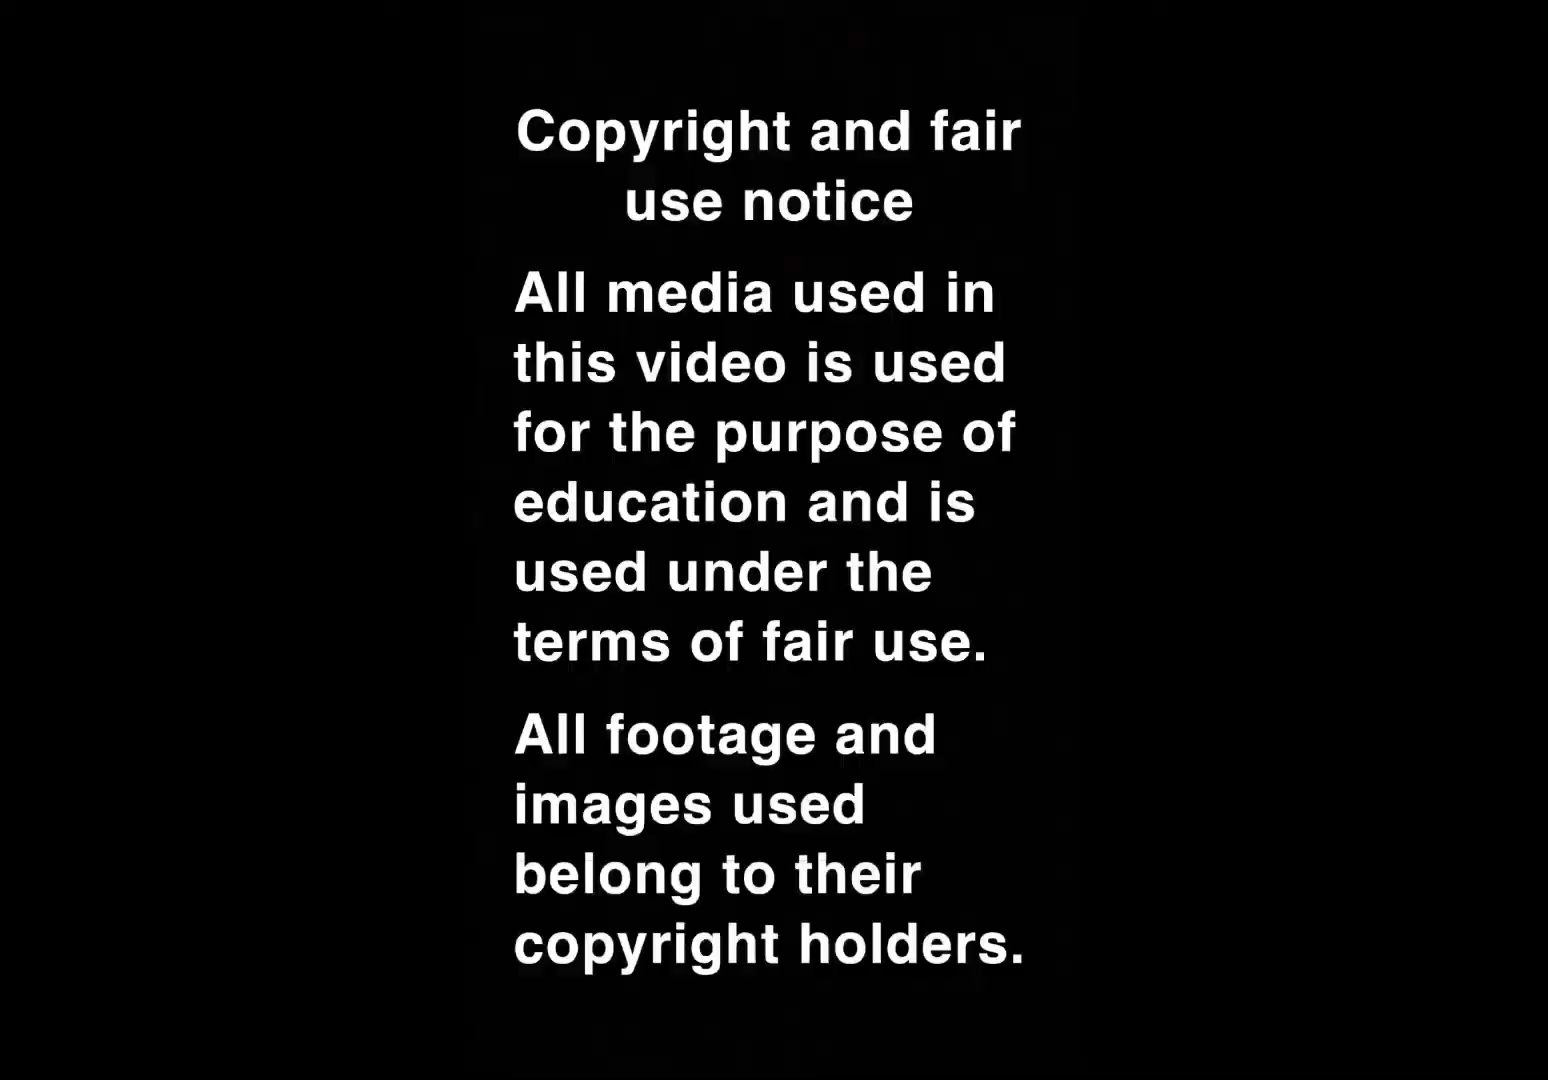 Copyright and fair
use notice
All media used in
this video is used
for the purpose of
education and is
used under the
terms of fair use.
All footage and
images used
belong to their
copyright holders.